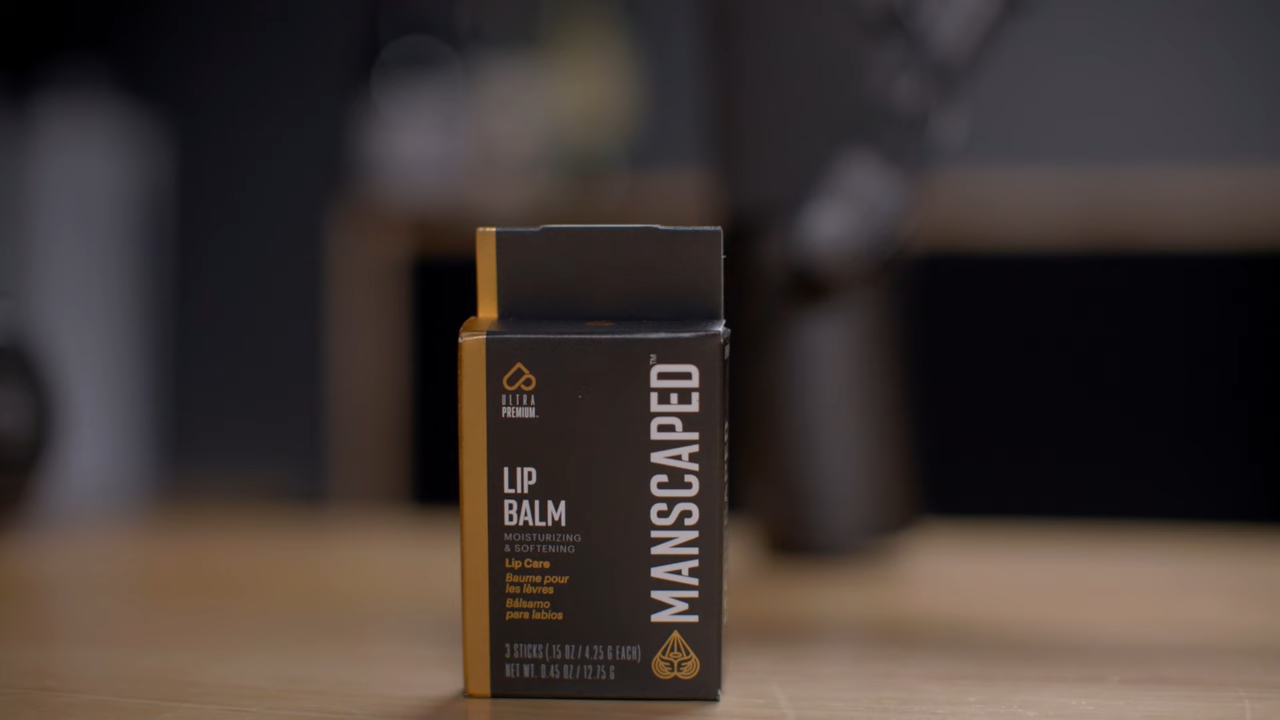 ULTRA
PREMIUM™
LIP
BALM
MOISTURIZING
& SOFTENING
Lip Care
Baume pour
les lèvres
Bálsamo
para labios
3 STICKS (.15 OZ / 4.25 G EACH)
NET WT. 0.45 OZ / 12.75 G
MANSCAPED™